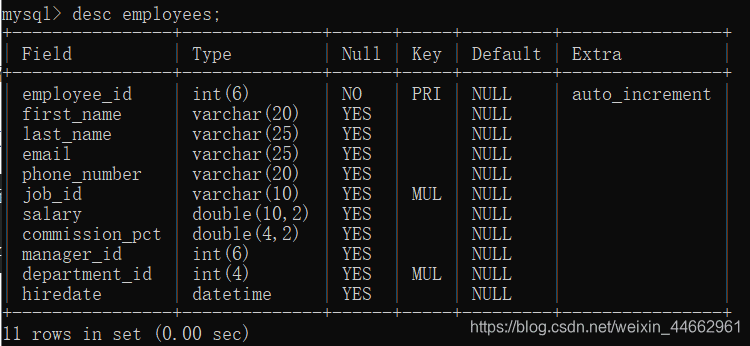 mysql> desc employees;
+----------------+--------------+------+-----+---------+----------------+
| Field | Type | Null | Key | Default | Extra |
+----------------+--------------+------+-----+---------+----------------+
| employee_id | int(6) | NO | PRI | NULL | auto_increment |
| first_name | varchar(20) | YES | | NULL | |
| last_name | varchar(25) | YES | | NULL | |
| email | varchar(25) | YES | | NULL | |
| phone_number | varchar(20) | YES | | NULL | |
| job_id | varchar(10) | YES | MUL | NULL | |
| salary | double(10,2) | YES | | NULL | |
| commission_pct | double(4,2) | YES | | NULL | |
| manager_id | int(6) | YES | | NULL | |
| department_id | int(4) | YES | MUL | NULL | |
| hiredate | datetime | YES | | NULL | |
+----------------+--------------+------+-----+---------+----------------+
11 rows in set (0.00 sec)
https://blog.csdn.net/weixin_44662961